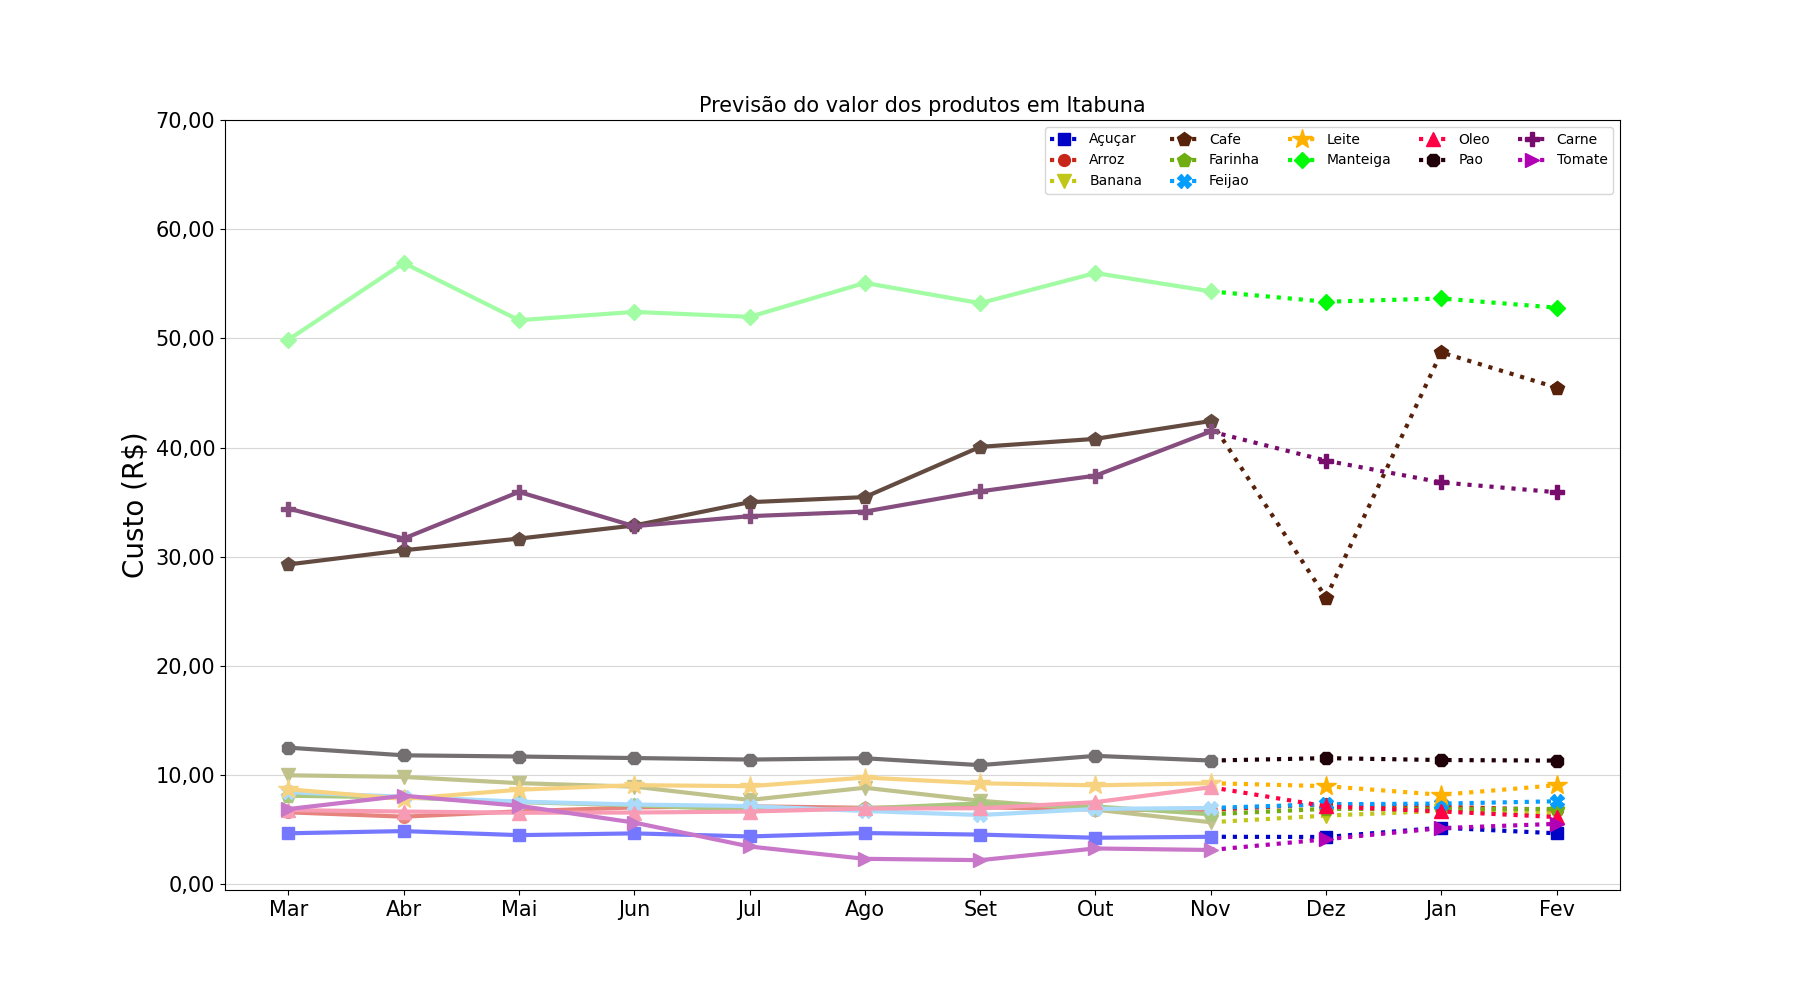 Previsão do valor dos produtos em Itabuna
70,00
60,00
50,00
40,00
30,00
20,00
10,00
0,00
Custo (R$)
Açuçar Cafe Leite Oleo Carne
Arroz Farinha Manteiga Pao Tomate
Banana Feijao
Mar Abr Mai Jun Jul Ago Set Out Nov Dez Jan Fev